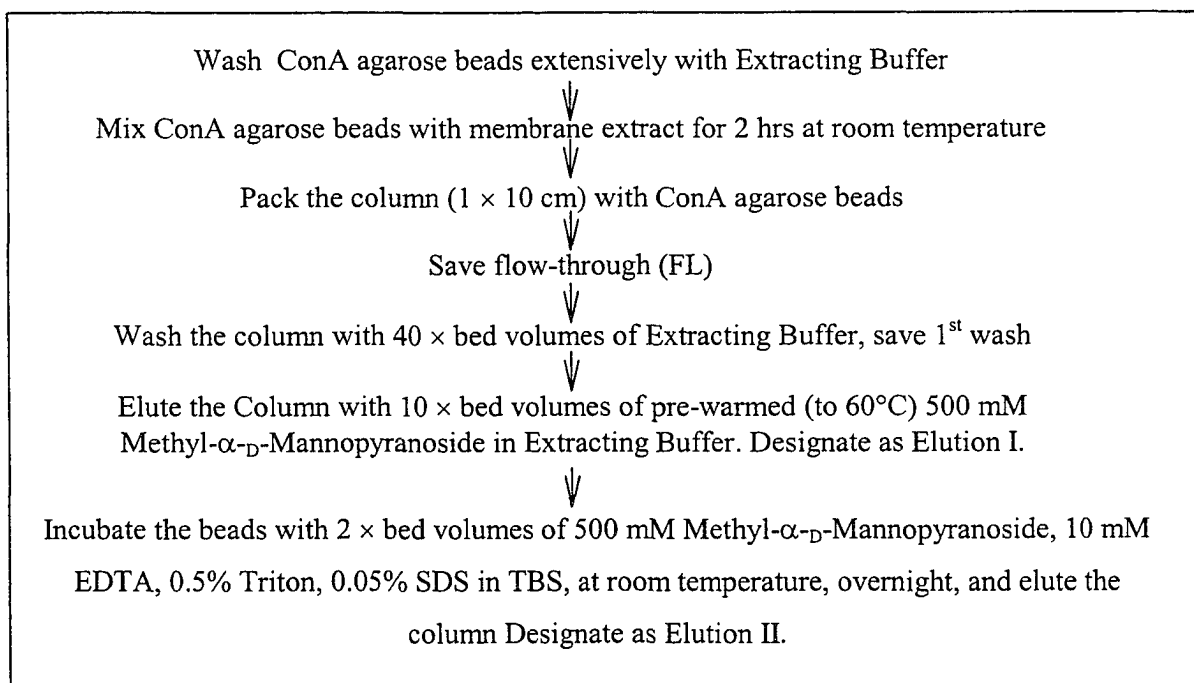 Wash ConA agarose beads extensively with Extracting Buffer
Mix ConA agarose beads with membrane extract for 2 hrs at room temperature
Pack the column (1 × 10 cm) with ConA agarose beads
Save flow-through (FL)
Wash the column with 40 × bed volumes of Extracting Buffer, save 1st wash
Elute the Column with 10 × bed volumes of pre-warmed (to 60°C) 500 mM
Methyl-α-D-Mannopyranoside in Extracting Buffer. Designate as Elution I.
Incubate the beads with 2 × bed volumes of 500 mM Methyl-α-D-Mannopyranoside, 10 mM
EDTA, 0.5% Triton, 0.05% SDS in TBS, at room temperature, overnight, and elute the
column Designate as Elution II.